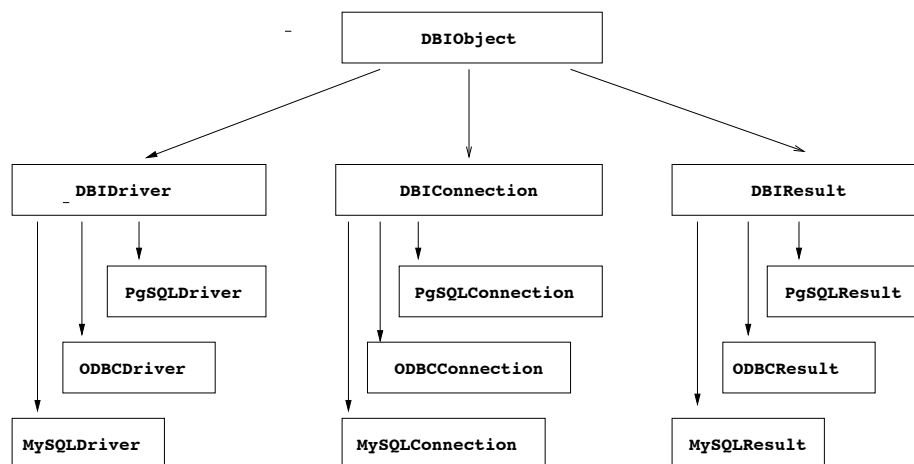 DBIObject
DBIDriver
DBIConnection
DBIResult
PgSQLDriver
PgSQLConnection
PgSQLResult
ODBCDriver
ODBCConnection
ODBCResult
MySQLDriver
MySQLConnection
MySQLResult